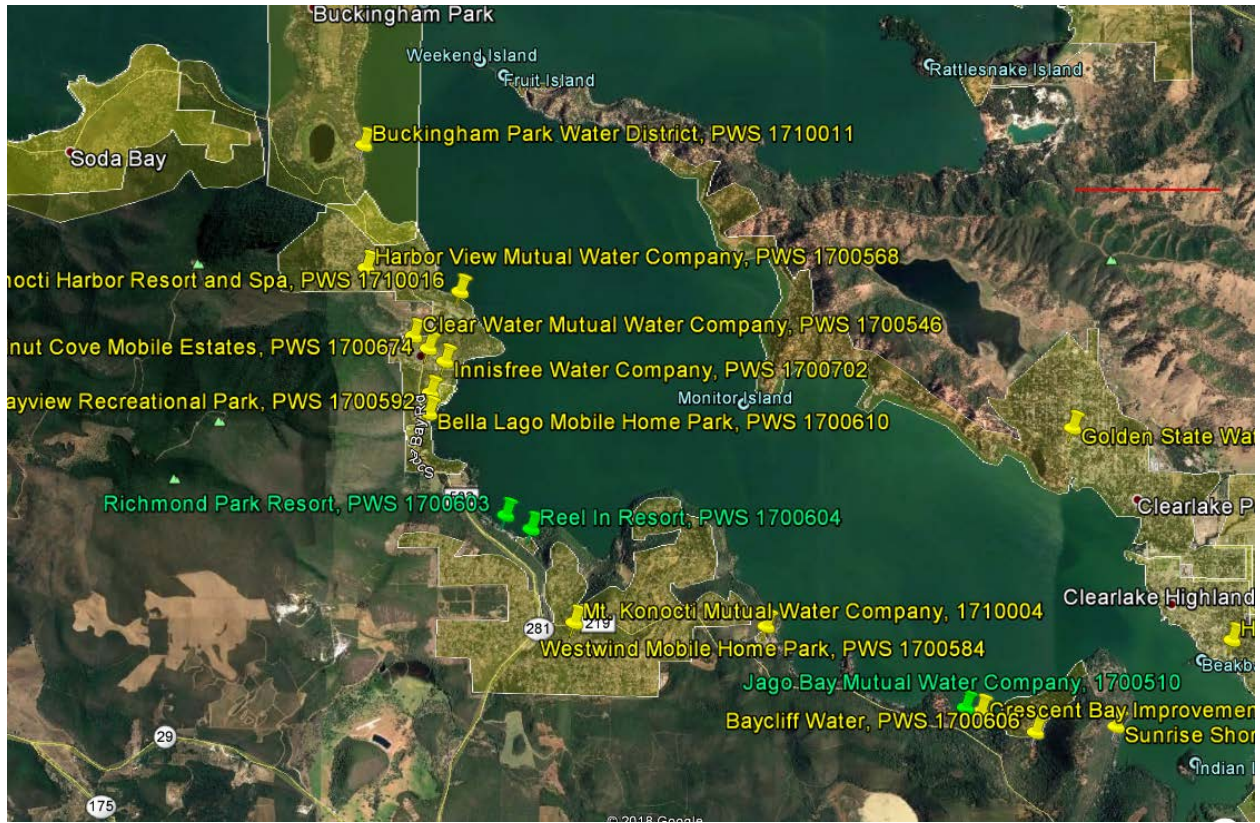 Buckingham Park
Weekend Island
Fruit Island
Rattlesnake Island
Buckingham Park Water District, PWS 1710011
Soda Bay
Harbor View Mutual Water Company, PWS 1700568
nocti Harbor Resort and Spa, PWS 1710016
Clear Water Mutual Water Company, PWS 1700546
nut Cove Mobile Estates, PWS 1700674
Innisfree Water Company, PWS 1700702
Monitor Island
ayview Recreational Park, PWS 1700592
Bella Lago Mobile Home Park, PWS 1700610
Bay Rd
Golden State Wat
Richmond Park Resort, PWS 1700603
Reel In Resort, PWS 1700604
Clearlake P
Clearlake Highland
Mt. Konocti Mutual Water Company, 1710004
281
219
H
Westwind Mobile Home Park, PWS 1700584
Beakba
Jago Bay Mutual Water Company, 1700510
Crescent Bay Improvemen
Baycliff Water, PWS 1700606
Sunrise Shor
29
Indian I
175
© 2018 Google